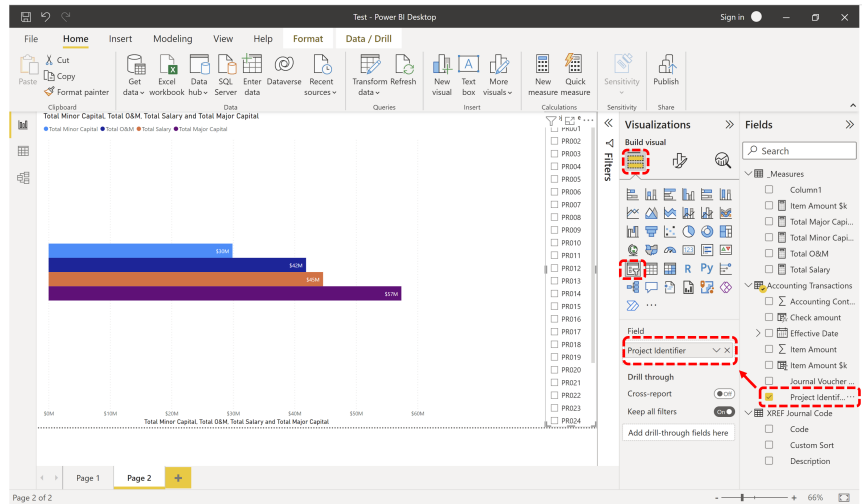 Test - Power BI Desktop
Sign in
File Home Insert Modeling View Help Format Data / Drill
Paste
Cut
Copy
Format painter
Get data
Excel workbook
Data hub
SQL Server
Enter data
Dataverse
Recent sources
Transform data
Refresh
New visual
Text box
More visuals
New measure
Quick measure
Sensitivity
Publish
Clipboard Data Queries Insert Calculations Sensitivity Share
Total Minor Capital, Total O&M, Total Salary and Total Major Capital
Total Minor Capital Total O&M Total Salary Total Major Capital
$30M
$42M
$45M
$57M
$0M $10M $20M $30M $40M $50M $60M
Total Minor Capital, Total O&M, Total Salary and Total Major Capital
PR001
PR002
PR003
PR004
PR005
PR006
PR007
PR008
PR009
PR010
PR011
PR012
PR013
PR014
PR015
PR016
PR017
PR018
PR019
PR020
PR021
PR022
PR023
PR024
Filters
Visualizations
Build visual
R Py
123
Field
Project Identifier
Drill through
Cross-report
Off
Keep all filters
On
Add drill-through fields here
Fields
Search
_Measures
Column1
Item Amount $k
Total Major Capi...
Total Minor Capi...
Total O&M
Total Salary
Accounting Transactions
Accounting Cont...
Check amount
Effective Date
Item Amount
Item Amount $k
Journal Voucher ...
Project Identif...
XREF Journal Code
Code
Custom Sort
Description
Page 1 Page 2
Page 2 of 2
66%